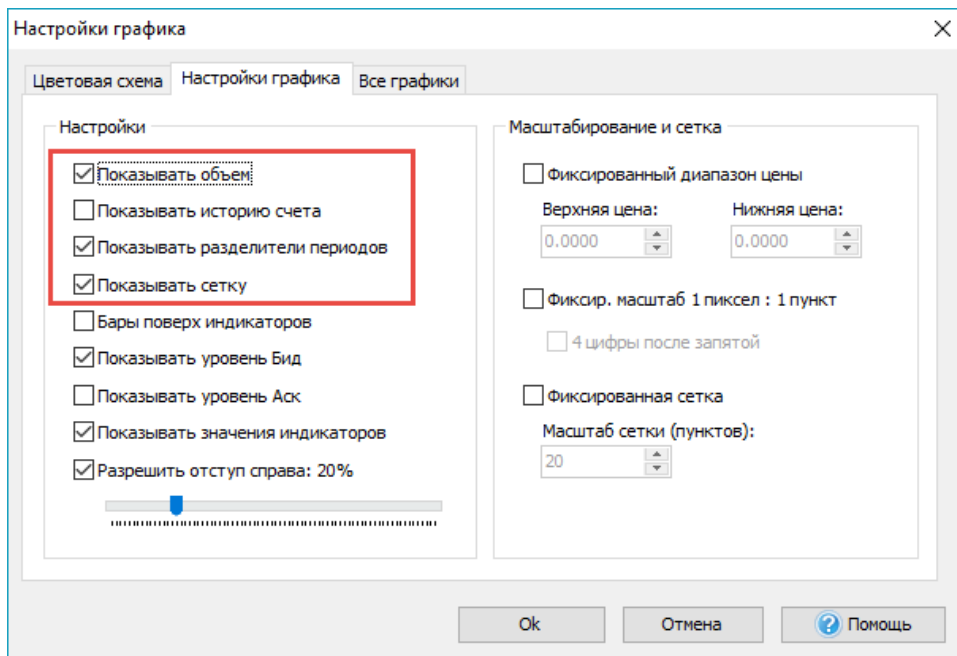 Настройки графика
Цветовая схема Настройки графика Все графики
Настройки
Показывать объем
Показывать историю счета
Показывать разделители периодов
Показывать сетку
Бары поверх индикаторов
Показывать уровень Бид
Показывать уровень Аск
Показывать значения индикаторов
Разрешить отступ справа: 20%
Масштабирование и сетка
Фиксированный диапазон цены
Верхняя цена: Нижняя цена:
0.0000 0.0000
Фиксир. масштаб 1 пиксел : 1 пункт
4 цифры после запятой
Фиксированная сетка
Масштаб сетки (пунктов):
20
Ok Отмена Помощь